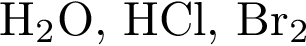 H₂O, HCl, Br₂